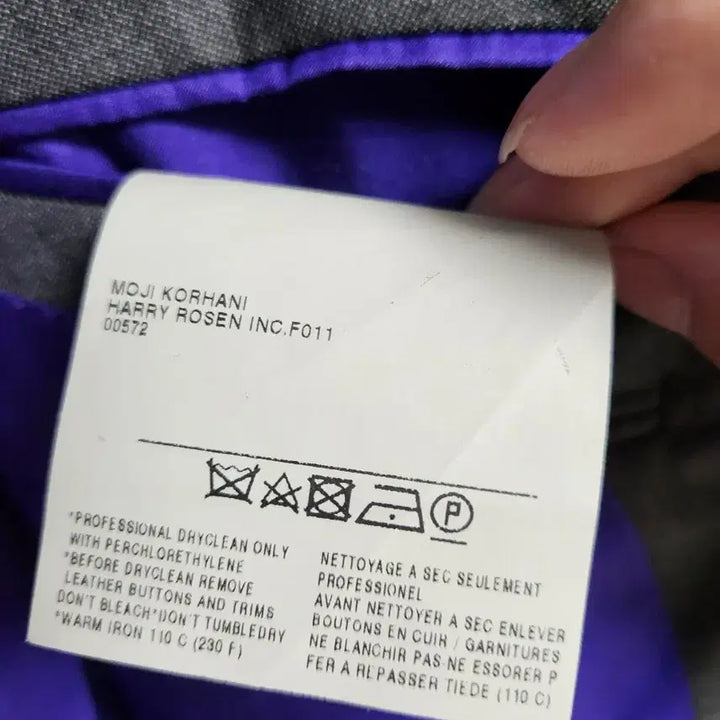 MOJI KORHANI
HARRY ROSEN INC.F011
00572
P
*PROFESSIONAL DRYCLEAN ONLY
WITH PERCHLORETHYLENE
*BEFORE DRYCLEAN REMOVE
LEATHER BUTTONS AND TRIMS
DON'T BLEACH*DON'T TUMBLEDRY
*WARM IRON 110 C (230 F)
NETTOYAGE A SEC SEULEMENT
PROFESSIONEL
AVANT NETTOYER A SEC ENLEVER
BOUTONS EN CUIR / GARNITURES
NE BLANCHIR PAS-NE ESSORER P
FER A REPASSER TIEDE (110 C)